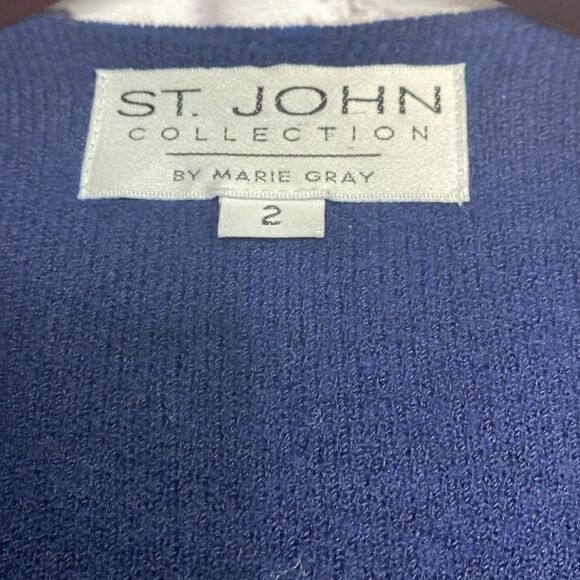 ST. JOHN
COLLECTION
BY MARIE GRAY
2